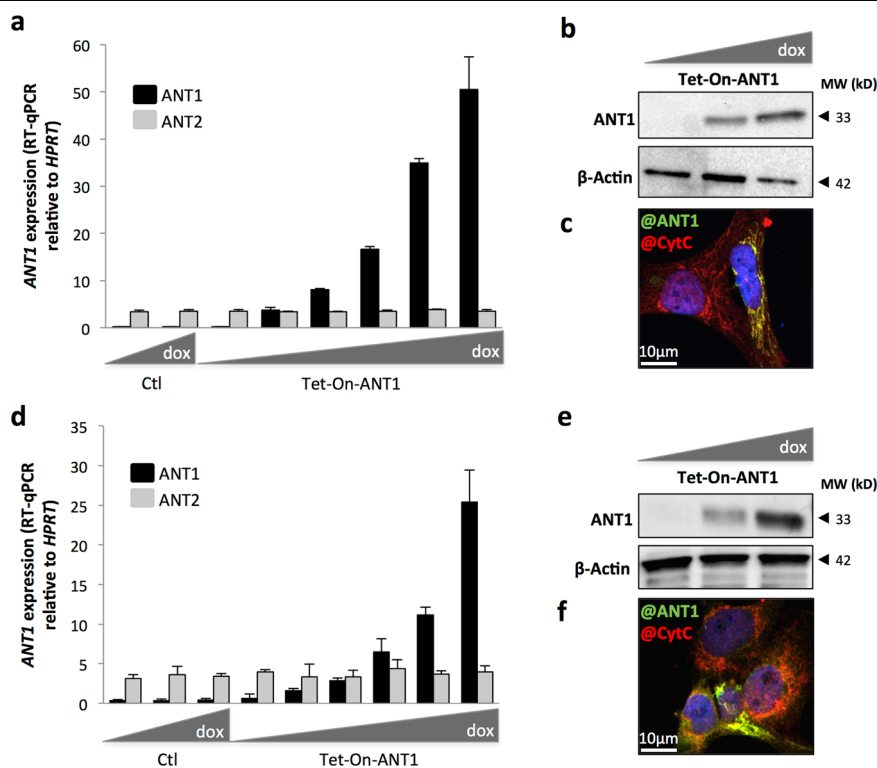 a
ANT1 expression (RT-qPCR
relative to HPRT)
60
50
40
30
20
10
0
ANT1
ANT2
dox
dox
Ctl
Tet-On-ANT1
b
dox
Tet-On-ANT1
MW (kD)
ANT1
33
β-Actin
42
c
@ANT1
@CytC
10μm
d
ANT1 expression (RT-qPCR
relative to HPRT)
35
30
25
20
15
10
5
0
ANT1
ANT2
dox
dox
Ctl
Tet-On-ANT1
e
dox
Tet-On-ANT1
MW (kD)
ANT1
33
β-Actin
42
f
@ANT1
@CytC
10μm